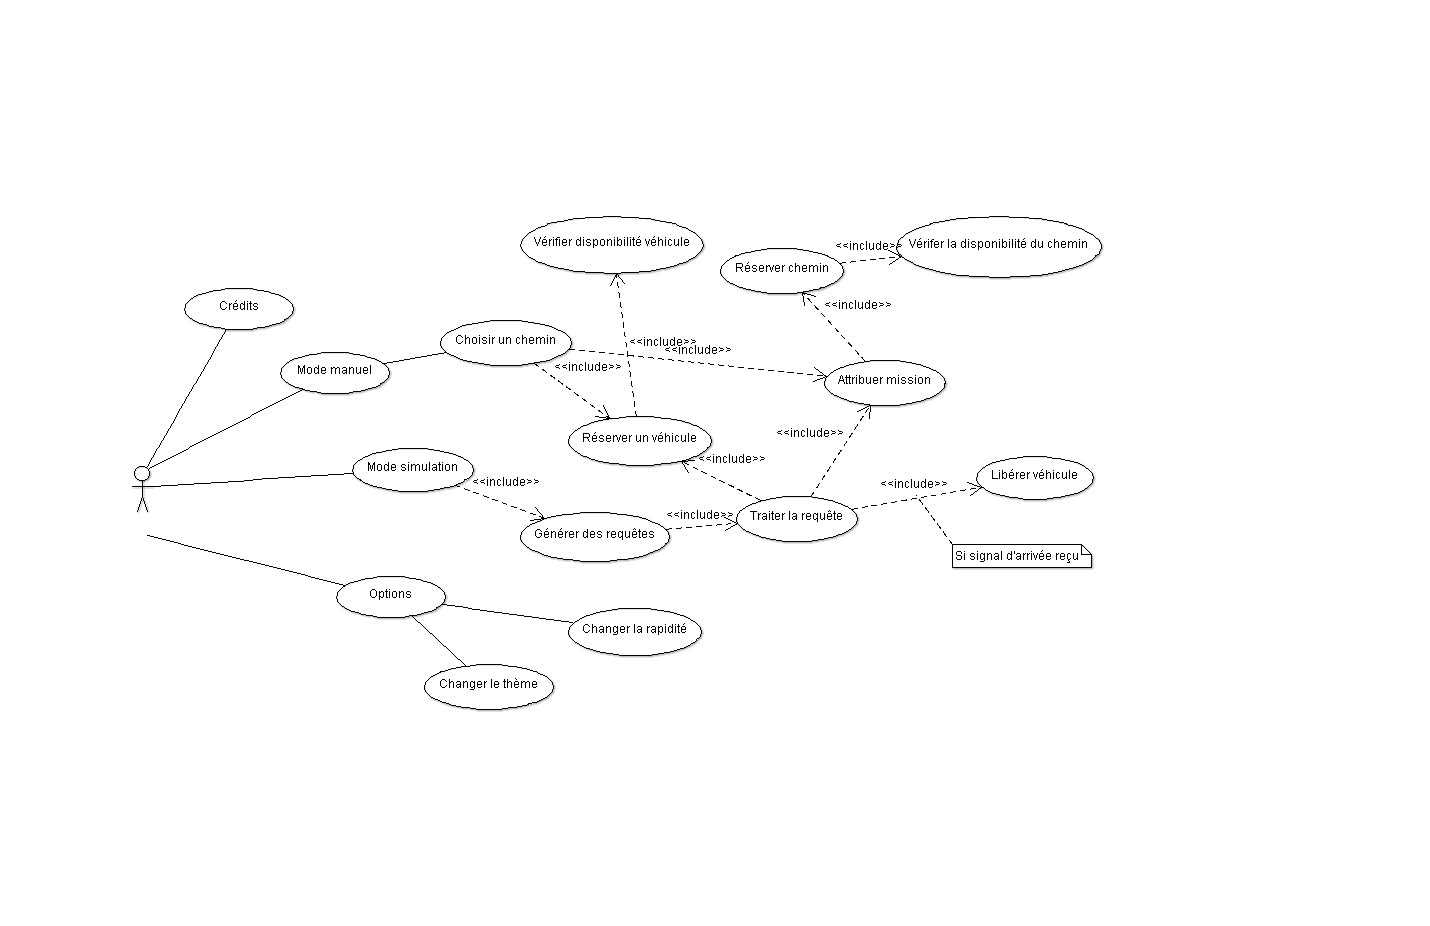 Vérifier disponibilité véhicule
<<include>>
Vérifer la disponibilité du chemin
Réserver chemin
Crédits
<<include>>
Choisir un chemin
<<include>>
<<include>>
Mode manuel
<<include>>
Attribuer mission
Réserver un véhicule
<<include>>
Mode simulation
<<include>>
<<include>>
Libérer véhicule
<<include>>
<<include>>
Traiter la requête
Générer des requêtes
Si signal d'arrivée reçu
Options
Changer la rapidité
Changer le thème